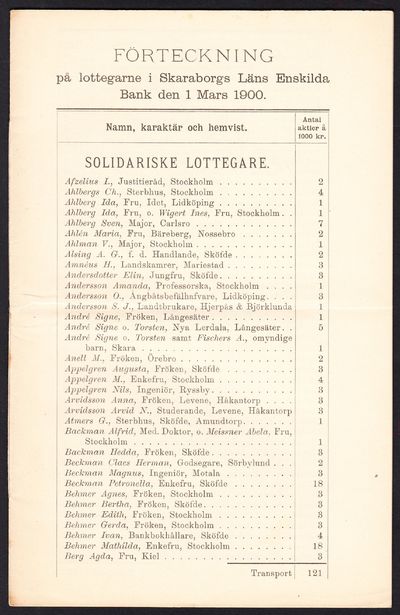 FÖRTECKNING
på lottegarne i Skaraborgs Läns Enskilda
Bank den 1 Mars 1900.
Namn, karaktär och hemvist. Antal aktier à 1000 kr.
SOLIDARISKE LOTTEGARE.
Afzelius I., Justitieråd, Stockholm . . . 2
Ahlbergs Ch., Sterbhus, Stockholm . . . 4
Ahlberg Ida, Fru, Idet, Lidköping . . . 1
Ahlberg Ida, Fru, o. Wigert Ines, Fru, Stockholm . . 1
Ahlberg Sven, Major, Carlsro . . . 7
Ahlén Maria, Fru, Bäreberg, Nossebro . . . 2
Ahlman V., Major, Stockholm . . . 1
Alsing A. G., f. d. Handlande, Sköfde . . . 2
Amnéus H., Landskamrer, Mariestad . . . 3
Andersdotter Elin, Jungfru, Sköfde . . . 3
Andersson Amanda, Professorska, Stockholm . . . 1
Andersson O., Ångbåtsbefälhafvare, Lidköping . . . 3
Andersson S. J., Landtbrukare, Hjerpås & Björklunda 1
André Signe, Fröken, Långesäter . . . 1
André Signe o. Torsten, Nya Lerdala, Långesäter . . 5
André Signe o. Torsten samt Fischers A., omyndige
barn, Skara . . . 1
Anell M., Fröken, Örebro . . . 2
Appelgren Augusta, Fröken, Sköfde . . . 3
Appelgren M., Enkefru, Stockholm . . . 4
Appelgren Nils, Ingeniör, Ryssby . . . 3
Arvidsson Anna, Fröken, Levene, Håkantorp . . . 3
Arvidsson Arvid N., Studerande, Levene, Håkantorp 3
Atmers G., Sterbhus, Sköfde, Amundtorp . . . 1
Backman Alfrid, Med. Doktor, o. Meissner Abela, Fru,
Stockholm . . . 1
Backman Hedda, Fröken, Sköfde . . . 3
Beckman Claes Herman, Godsegare, Sörbylund . . 2
Beckman Magnus, Ingeniör, Motala . . . 3
Beckman Petronella, Enkefru, Sköfde . . . 18
Behmer Agnes, Fröken, Stockholm . . . 3
Behmer Bertha, Fröken, Sköfde . . . 3
Behmer Edith, Fröken, Stockholm . . . 3
Behmer Gerda, Fröken, Stockholm . . . 3
Behmer Ivan, Bankbokhållare, Sköfde . . . 4
Behmer Mathilda, Enkefru, Stockholm . . . 18
Berg Agda, Fru, Kiel . . . 3
Transport 121